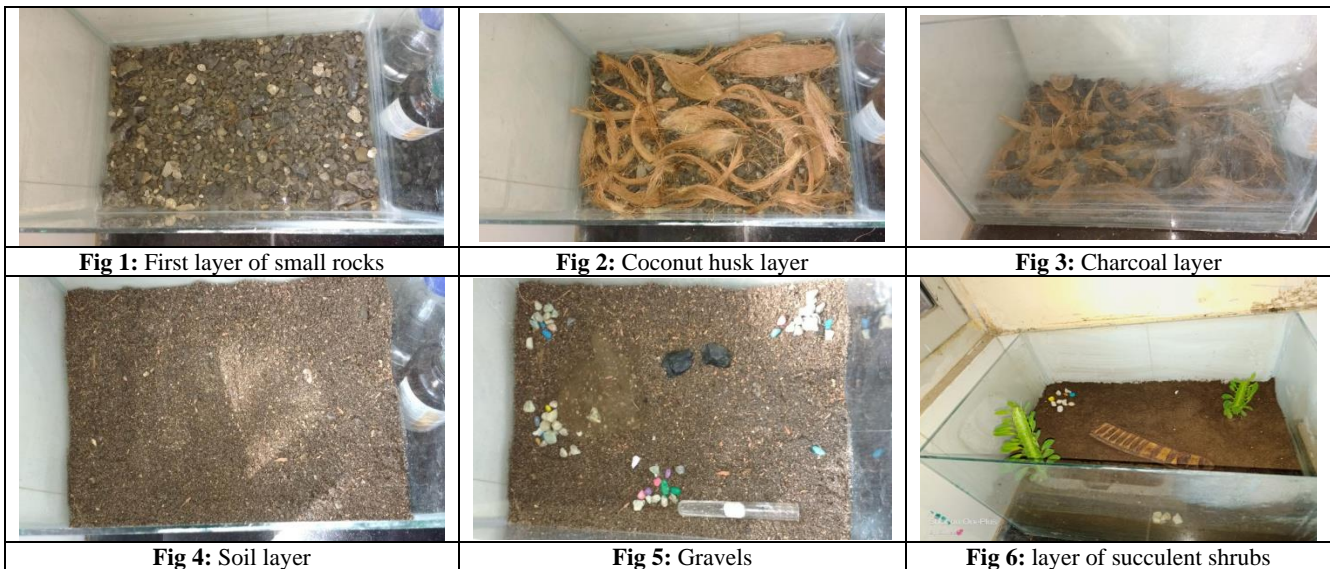 Fig 1: First layer of small rocks
Fig 2: Coconut husk layer
Fig 3: Charcoal layer
Fig 4: Soil layer
Fig 5: Gravels
Fig 6: layer of succulent shrubs